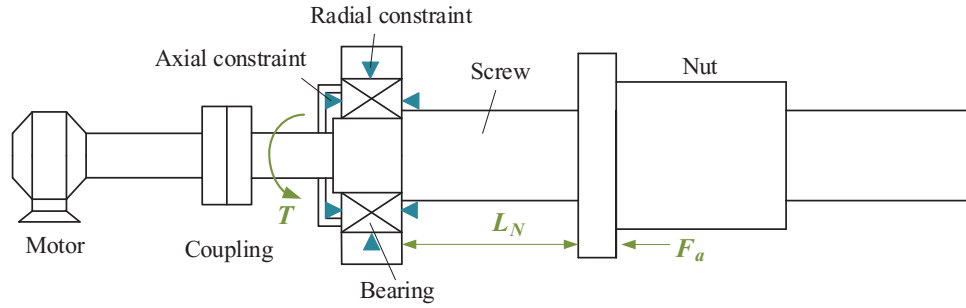 Radial constraint
Axial constraint
Screw
Nut
T
L_N
F_a
Motor
Coupling
Bearing